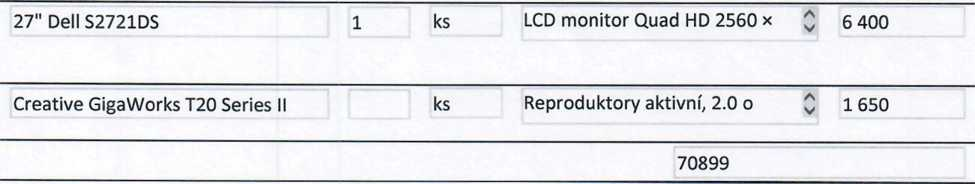 27" Dell S2721DS 1 ks LCD monitor Quad HD 2560 × 6 400
Creative GigaWorks T20 Series II ks Reproduktory aktivní, 2.0 o 1 650
70899